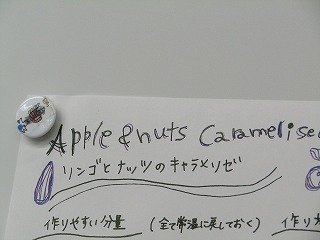 Apple & nuts Caramelise
リンゴとナッツのキャラメリゼ
作りやすい分量 (全て常温に戻しておく) 作り方